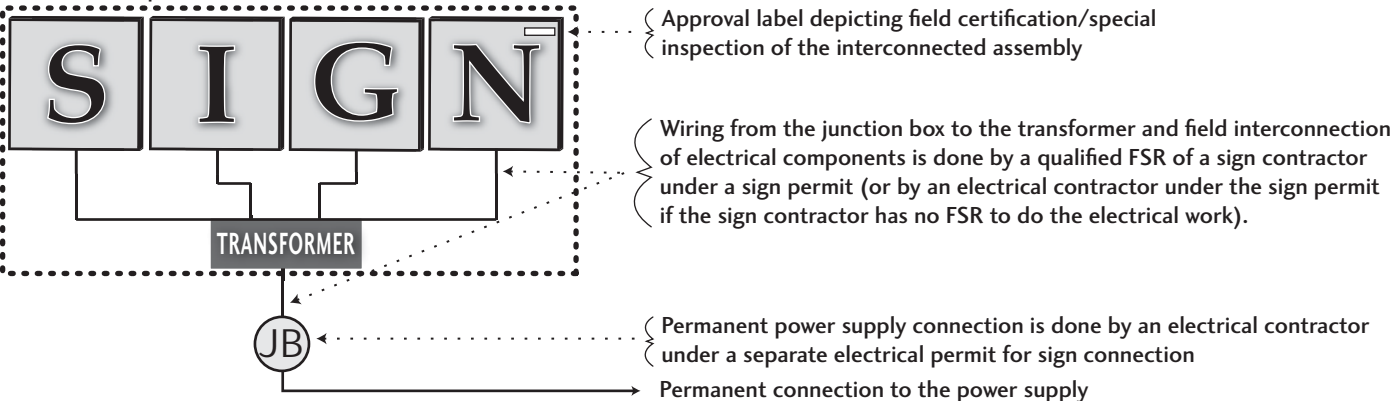 S I G N
Approval label depicting field certification/special
inspection of the interconnected assembly
Wiring from the junction box to the transformer and field interconnection
of electrical components is done by a qualified FSR of a sign contractor
under a sign permit (or by an electrical contractor under the sign permit
if the sign contractor has no FSR to do the electrical work).
TRANSFORMER
JB
Permanent power supply connection is done by an electrical contractor
under a separate electrical permit for sign connection
Permanent connection to the power supply